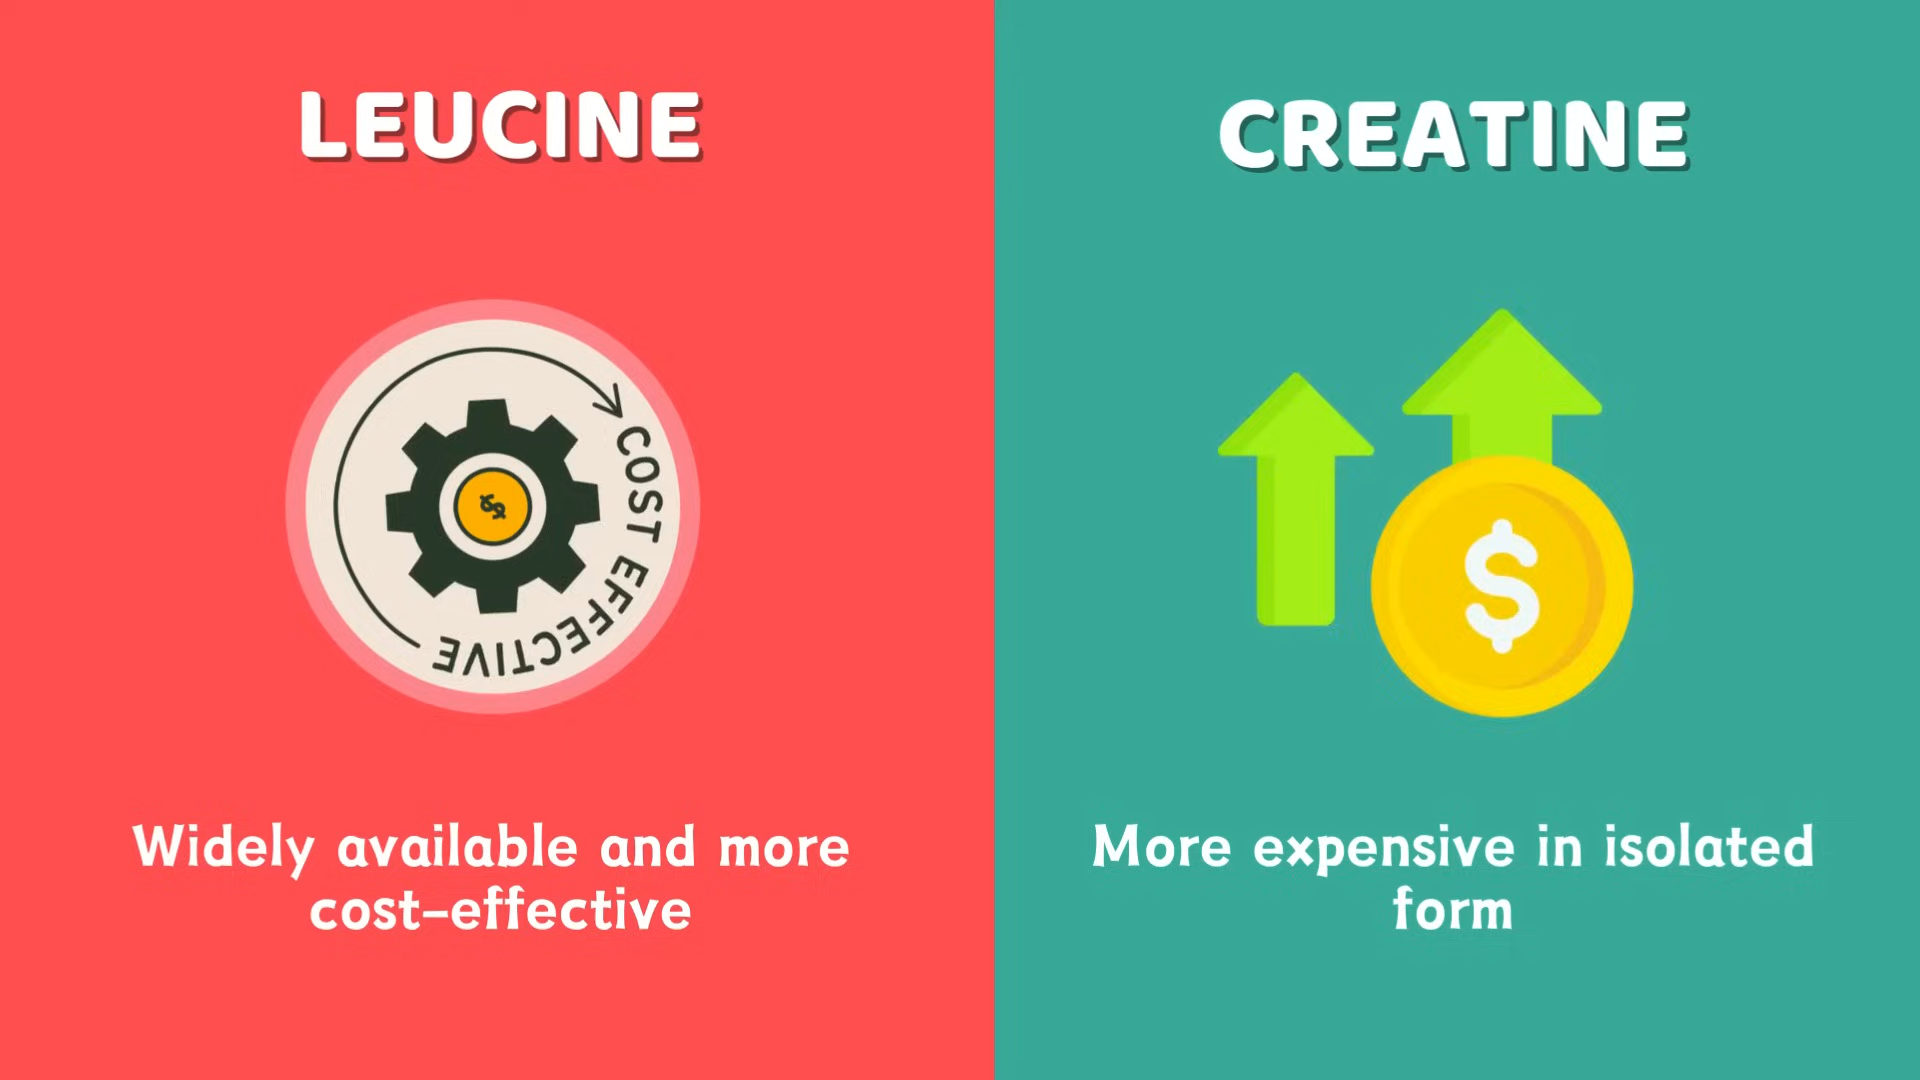 LEUCINE
COST EFFECTIVE
$
Widely available and more
cost-effective
CREATINE
$
More expensive in isolated
form